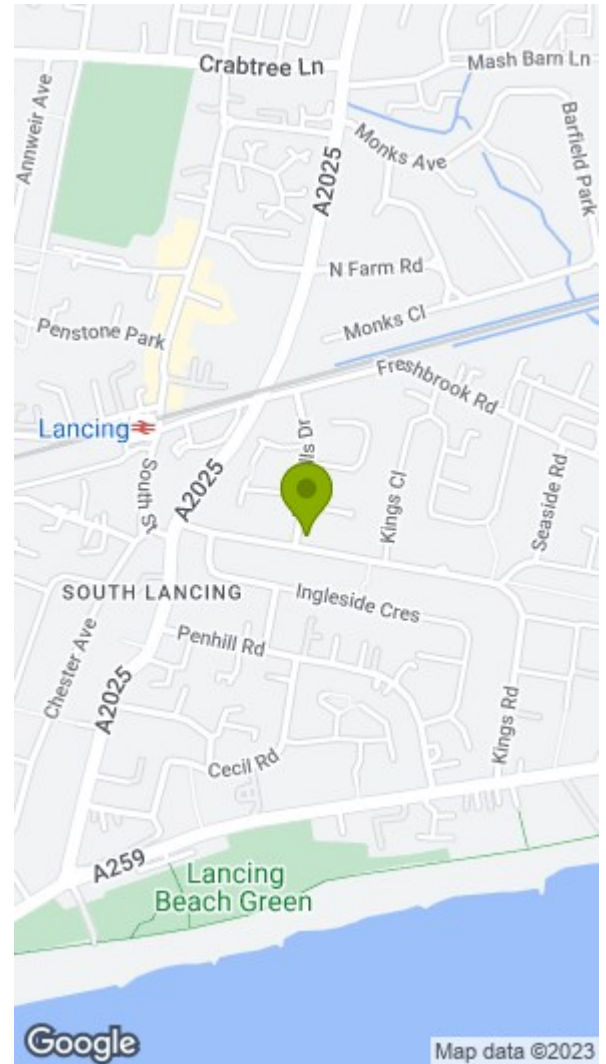 Crabtree Ln
Mash Barn Ln
Annweir Ave
Monks Ave
Barfield Park
A2025
N Farm Rd
Monks Cl
Penstone Park
Freshbrook Rd
Lancing
South St
A2025
lls Dr
Kings Cl
Seaside Rd
SOUTH LANCING
Ingleside Cres
Chester Ave
Penhill Rd
A2025
Kings Rd
Cecil Rd
A259
Lancing
Beach Green
Google
Map data ©2023